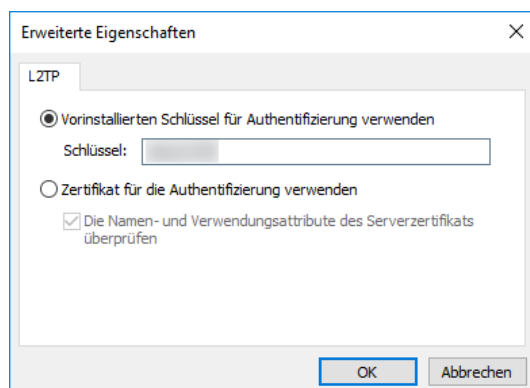 Erweiterte Eigenschaften
L2TP
Vorinstallierten Schlüssel für Authentifizierung verwenden
Schlüssel:
Zertifikat für die Authentifizierung verwenden
Die Namen- und Verwendungsattribute des Serverzertifikats
überprüfen
OK
Abbrechen